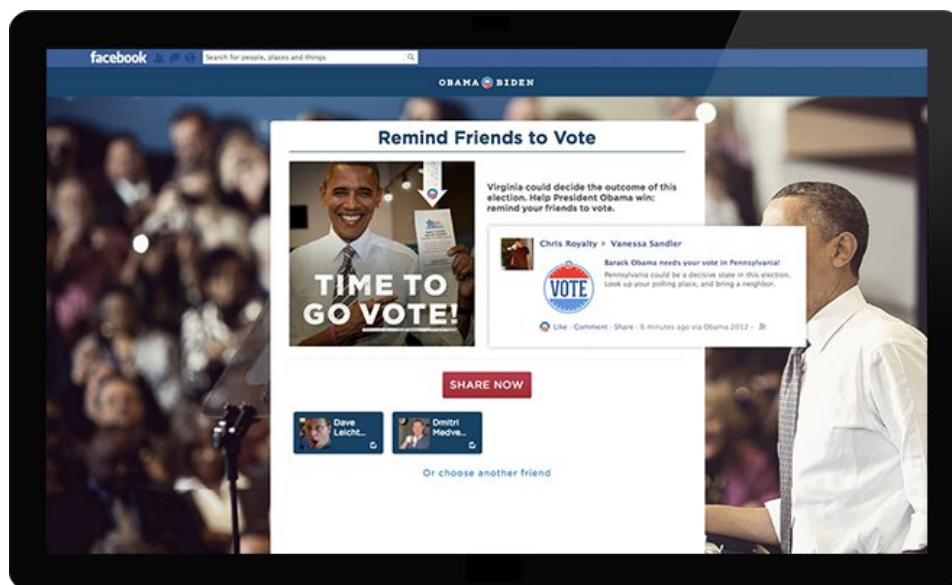 facebook
Search for people, places and things
OBAMA BIDEN
Remind Friends to Vote
TIME TO
GO VOTE!
Virginia could decide the outcome of this
election. Help President Obama win:
remind your friends to vote.
Chris Royalty ▸ Vanessa Sandler
VOTE
Barack Obama needs your vote in Pennsylvania!
Pennsylvania could be a decisive state in this election.
Look up your polling place, and bring a neighbor.
Like · Comment · Share · 6 minutes ago via Obama 2012 ·
SHARE NOW
Dave
Leicht...
Dmitri
Medve...
Or choose another friend